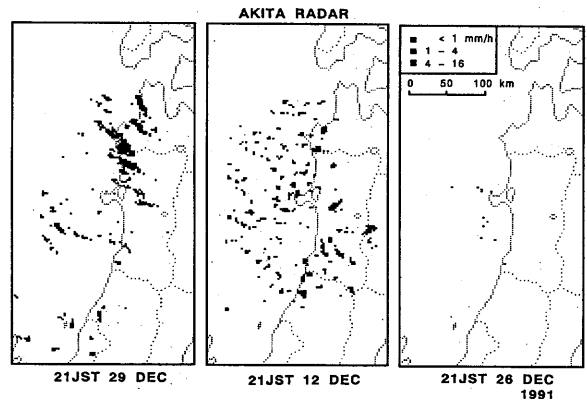 AKITA RADAR
< 1 mm/h
1 – 4
4 – 16
0 50 100 km
21JST 29 DEC
21JST 12 DEC
21JST 26 DEC
1991